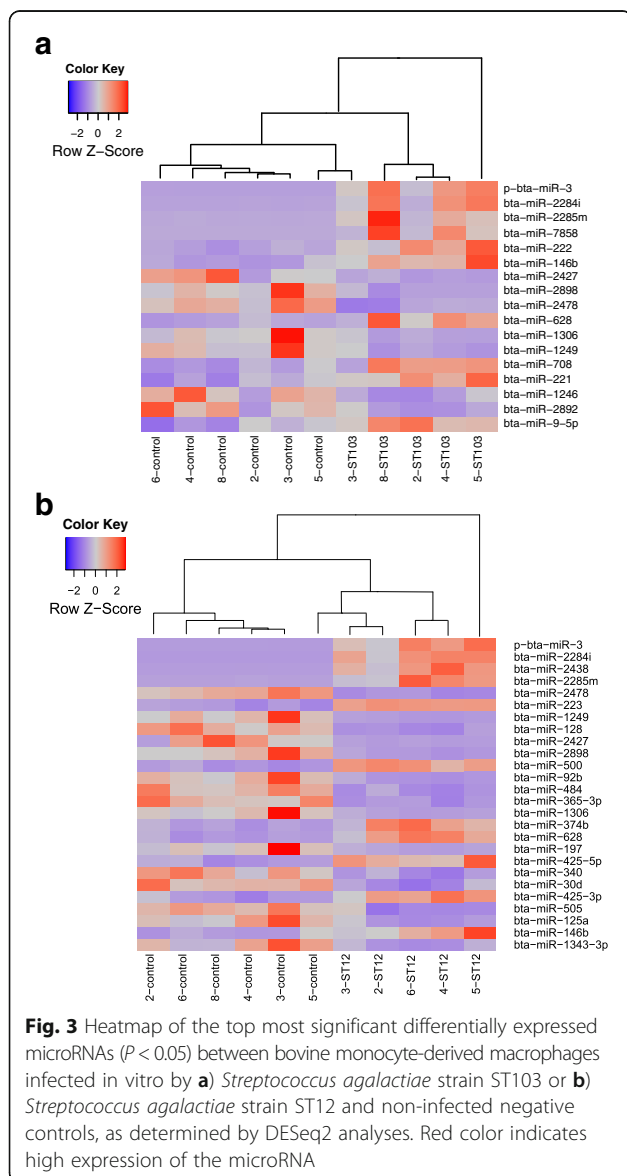 a
Color Key
−2 0 2
Row Z−Score
p−bta−miR−3
bta−miR−2284i
bta−miR−2285m
bta−miR−7858
bta−miR−222
bta−miR−146b
bta−miR−2427
bta−miR−2898
bta−miR−2478
bta−miR−628
bta−miR−1306
bta−miR−1249
bta−miR−708
bta−miR−221
bta−miR−1246
bta−miR−2892
bta−miR−9−5p
6−control
4−control
8−control
2−control
3−control
5−control
3−ST103
8−ST103
2−ST103
4−ST103
5−ST103
b
Color Key
−2 0 2
Row Z−Score
p−bta−miR−3
bta−miR−2284i
bta−miR−2438
bta−miR−2285m
bta−miR−2478
bta−miR−223
bta−miR−1249
bta−miR−128
bta−miR−2427
bta−miR−2898
bta−miR−500
bta−miR−92b
bta−miR−484
bta−miR−365−3p
bta−miR−1306
bta−miR−374b
bta−miR−628
bta−miR−197
bta−miR−425−5p
bta−miR−340
bta−miR−30d
bta−miR−425−3p
bta−miR−505
bta−miR−125a
bta−miR−146b
bta−miR−1343−3p
2−control
6−control
8−control
4−control
3−control
5−control
3−ST12
2−ST12
6−ST12
4−ST12
5−ST12
Fig. 3 Heatmap of the top most significant differentially expressed
microRNAs (P < 0.05) between bovine monocyte-derived macrophages
infected in vitro by a) Streptococcus agalactiae strain ST103 or b)
Streptococcus agalactiae strain ST12 and non-infected negative
controls, as determined by DESeq2 analyses. Red color indicates
high expression of the microRNA